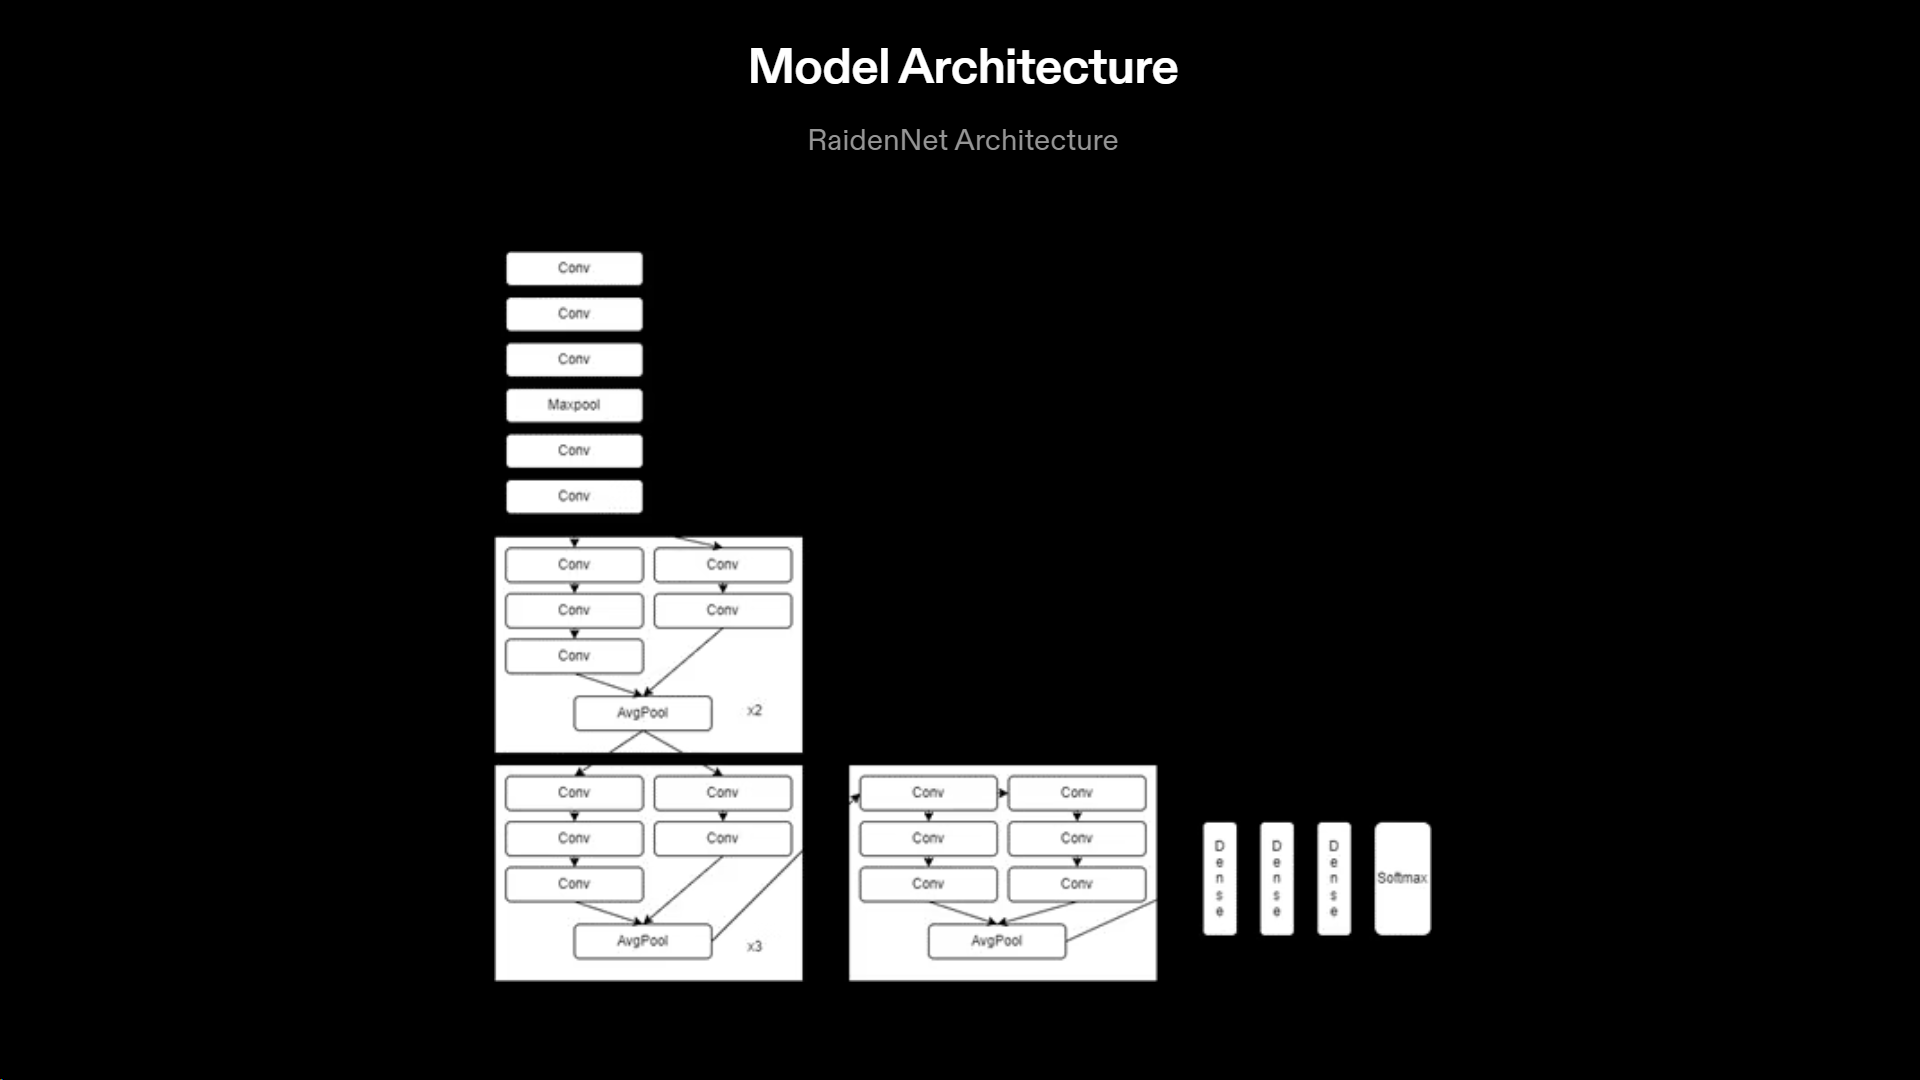 Model Architecture
RaidenNet Architecture
Conv
Conv
Conv
Maxpool
Conv
Conv
Conv Conv
Conv Conv
Conv
AvgPool x2
Conv Conv
Conv Conv
Conv
AvgPool x3
Conv Conv
Conv Conv
Conv Conv
AvgPool
Dense
Dense
Dense
Softmax